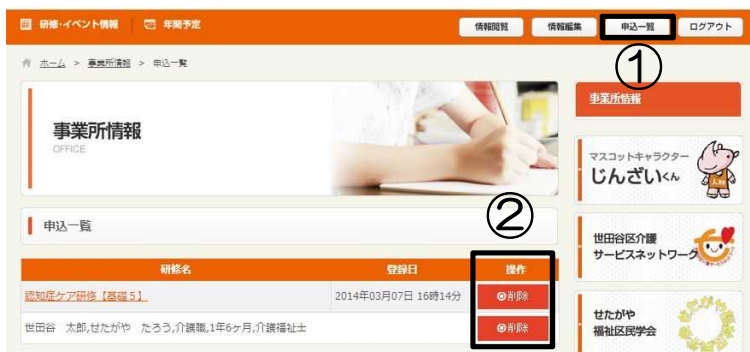 研修・イベント情報 年間予定 情報閲覧 情報編集 申込一覧 ログアウト
①
ホーム > 事業所情報 > 申込一覧
事業所情報
事業所情報
OFFICE
マスコットキャラクター
じんざいくん
②
申込一覧
世田谷区介護
サービスネットワーク
研修名 登録日 操作
認知症ケア研修【基礎5】 2014年03月07日 16時14分 削除
世田谷 太郎,せたがや たろう,介護職,1年6ヶ月,介護福祉士 削除
せたがや
福祉区民学会